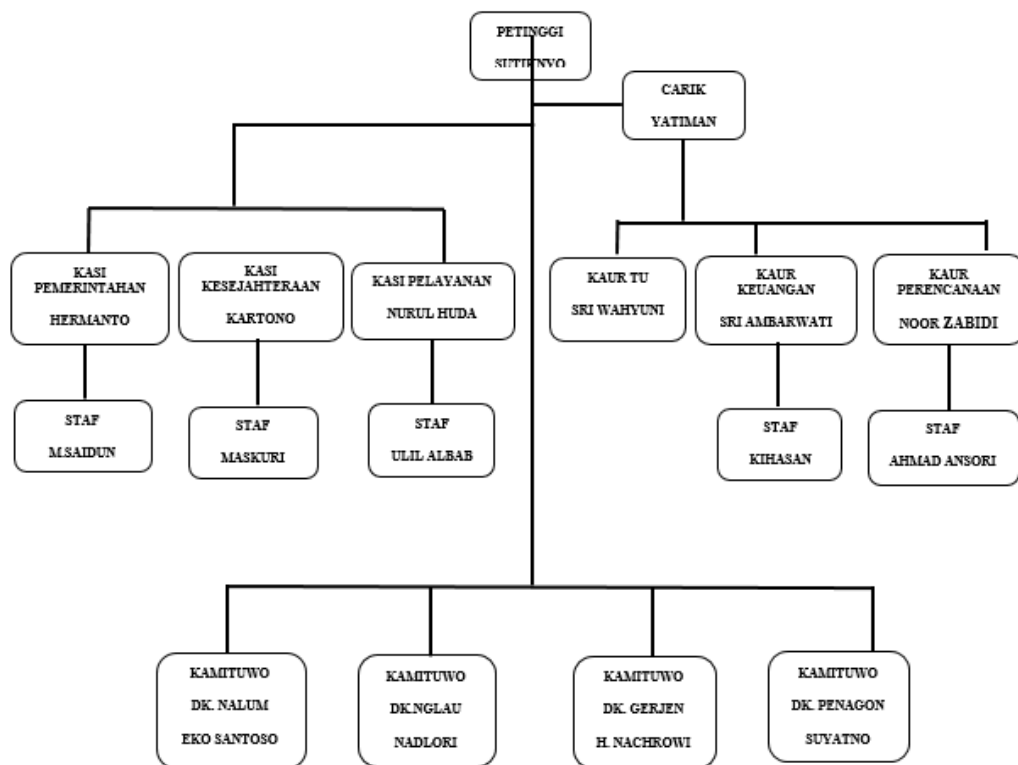 PETINGGI
CARIK
YATIMAN
KASI
PEMERINTAHAN
HERMANTO
KASI
KESEJAHTERAAN
KARTONO
KASI PELAYANAN
NURUL HUDA
KAUR TU
SRI WAHYUNI
KAUR
KEUANGAN
SRI AMBARWATI
KAUR
PERENCANAAN
NOOR ZABIDI
STAF
M.SAIDUN
STAF
MASKURI
STAF
ULIL ALBAB
STAF
KIHASAN
STAF
AHMAD ANSORI
KAMITUWO
DK. NALUM
EKO SANTOSO
KAMITUWO
DK.NGLAU
NADLORI
KAMITUWO
DK. GERJEN
H. NACHROWI
KAMITUWO
DK. PENAGON
SUYATNO